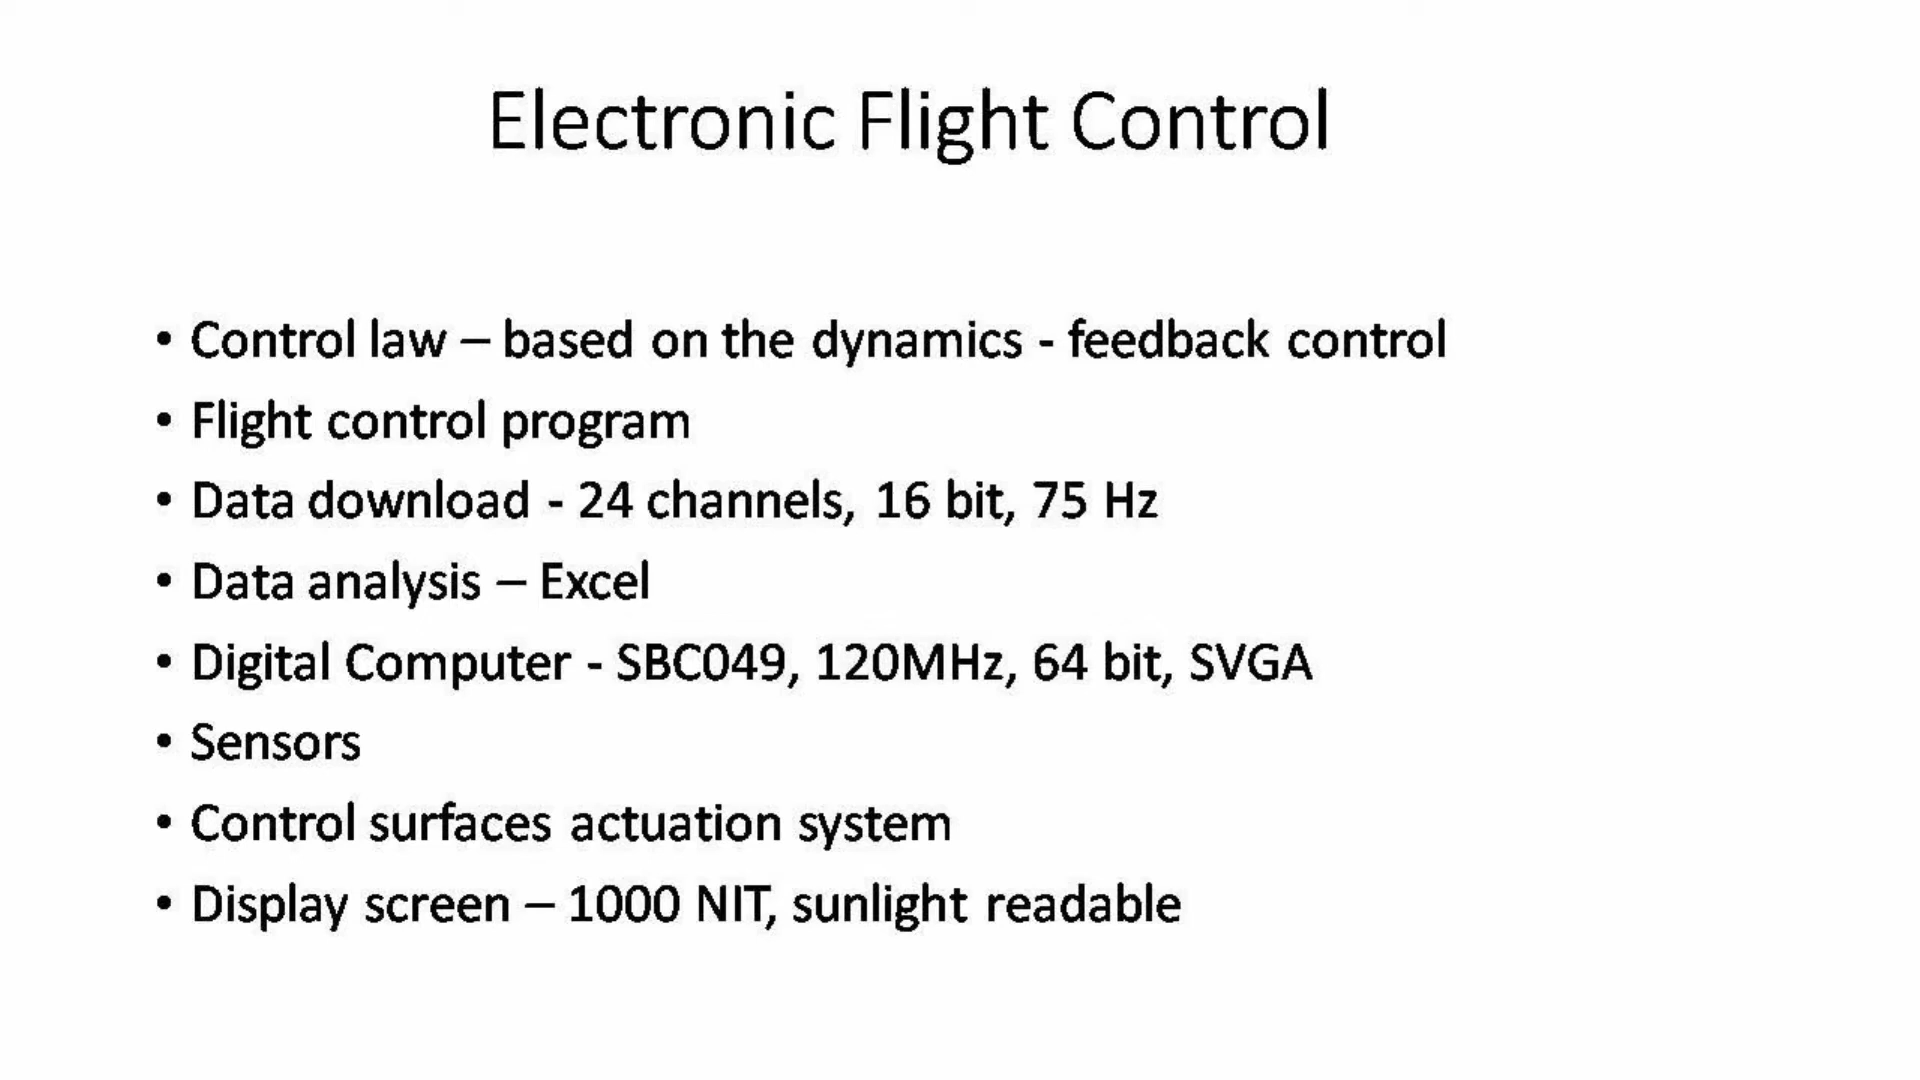 Electronic Flight Control
• Control law – based on the dynamics - feedback control
• Flight control program
• Data download - 24 channels, 16 bit, 75 Hz
• Data analysis – Excel
• Digital Computer - SBC049, 120MHz, 64 bit, SVGA
• Sensors
• Control surfaces actuation system
• Display screen – 1000 NIT, sunlight readable